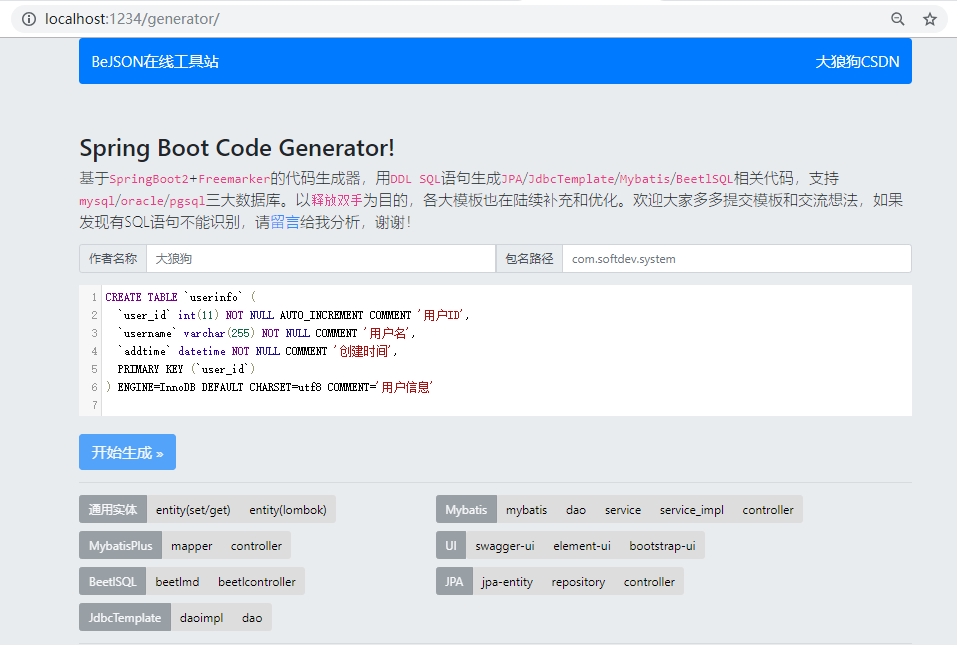 localhost:1234/generator/
BeJSON在线工具站 大狼狗CSDN
Spring Boot Code Generator!
基于SpringBoot2+Freemarker的代码生成器，用DDL SQL语句生成JPA/JdbcTemplate/Mybatis/BeetlSQL相关代码，支持
mysql/oracle/pgsql三大数据库。以释放双手为目的，各大模板也在陆续补充和优化。欢迎大家多多提交模板和交流想法，如果
发现有SQL语句不能识别，请留言给我分析，谢谢！
作者名称 大狼狗 包名路径 com.softdev.system
1 CREATE TABLE `userinfo` (
2 `user_id` int(11) NOT NULL AUTO_INCREMENT COMMENT '用户ID',
3 `username` varchar(255) NOT NULL COMMENT '用户名',
4 `addtime` datetime NOT NULL COMMENT '创建时间',
5 PRIMARY KEY (`user_id`)
6 ) ENGINE=InnoDB DEFAULT CHARSET=utf8 COMMENT='用户信息'
7
开始生成 »
通用实体 entity(set/get) entity(lombok) Mybatis mybatis dao service service_impl controller
MybatisPlus mapper controller UI swagger-ui element-ui bootstrap-ui
BeetlSQL beetlmd beetlcontroller JPA jpa-entity repository controller
JdbcTemplate daoimpl dao